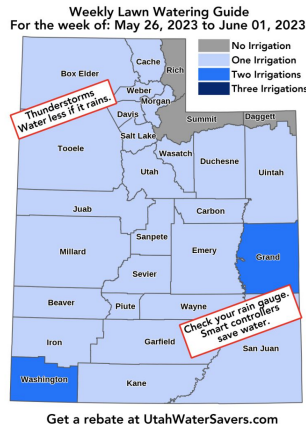 Weekly Lawn Watering Guide
For the week of: May 26, 2023 to June 01, 2023
No Irrigation
One Irrigation
Two Irrigations
Three Irrigations
Cache
Rich
Box Elder
Weber
Morgan
Thunderstorms
Water less if it rains.
Davis
Summit
Daggett
Salt Lake
Tooele
Wasatch
Duchesne
Utah
Uintah
Juab
Carbon
Sanpete
Millard
Emery
Grand
Sevier
Beaver
Piute
Wayne
Check your rain gauge.
Smart controllers
save water.
Iron
Garfield
San Juan
Washington
Kane
Get a rebate at UtahWaterSavers.com